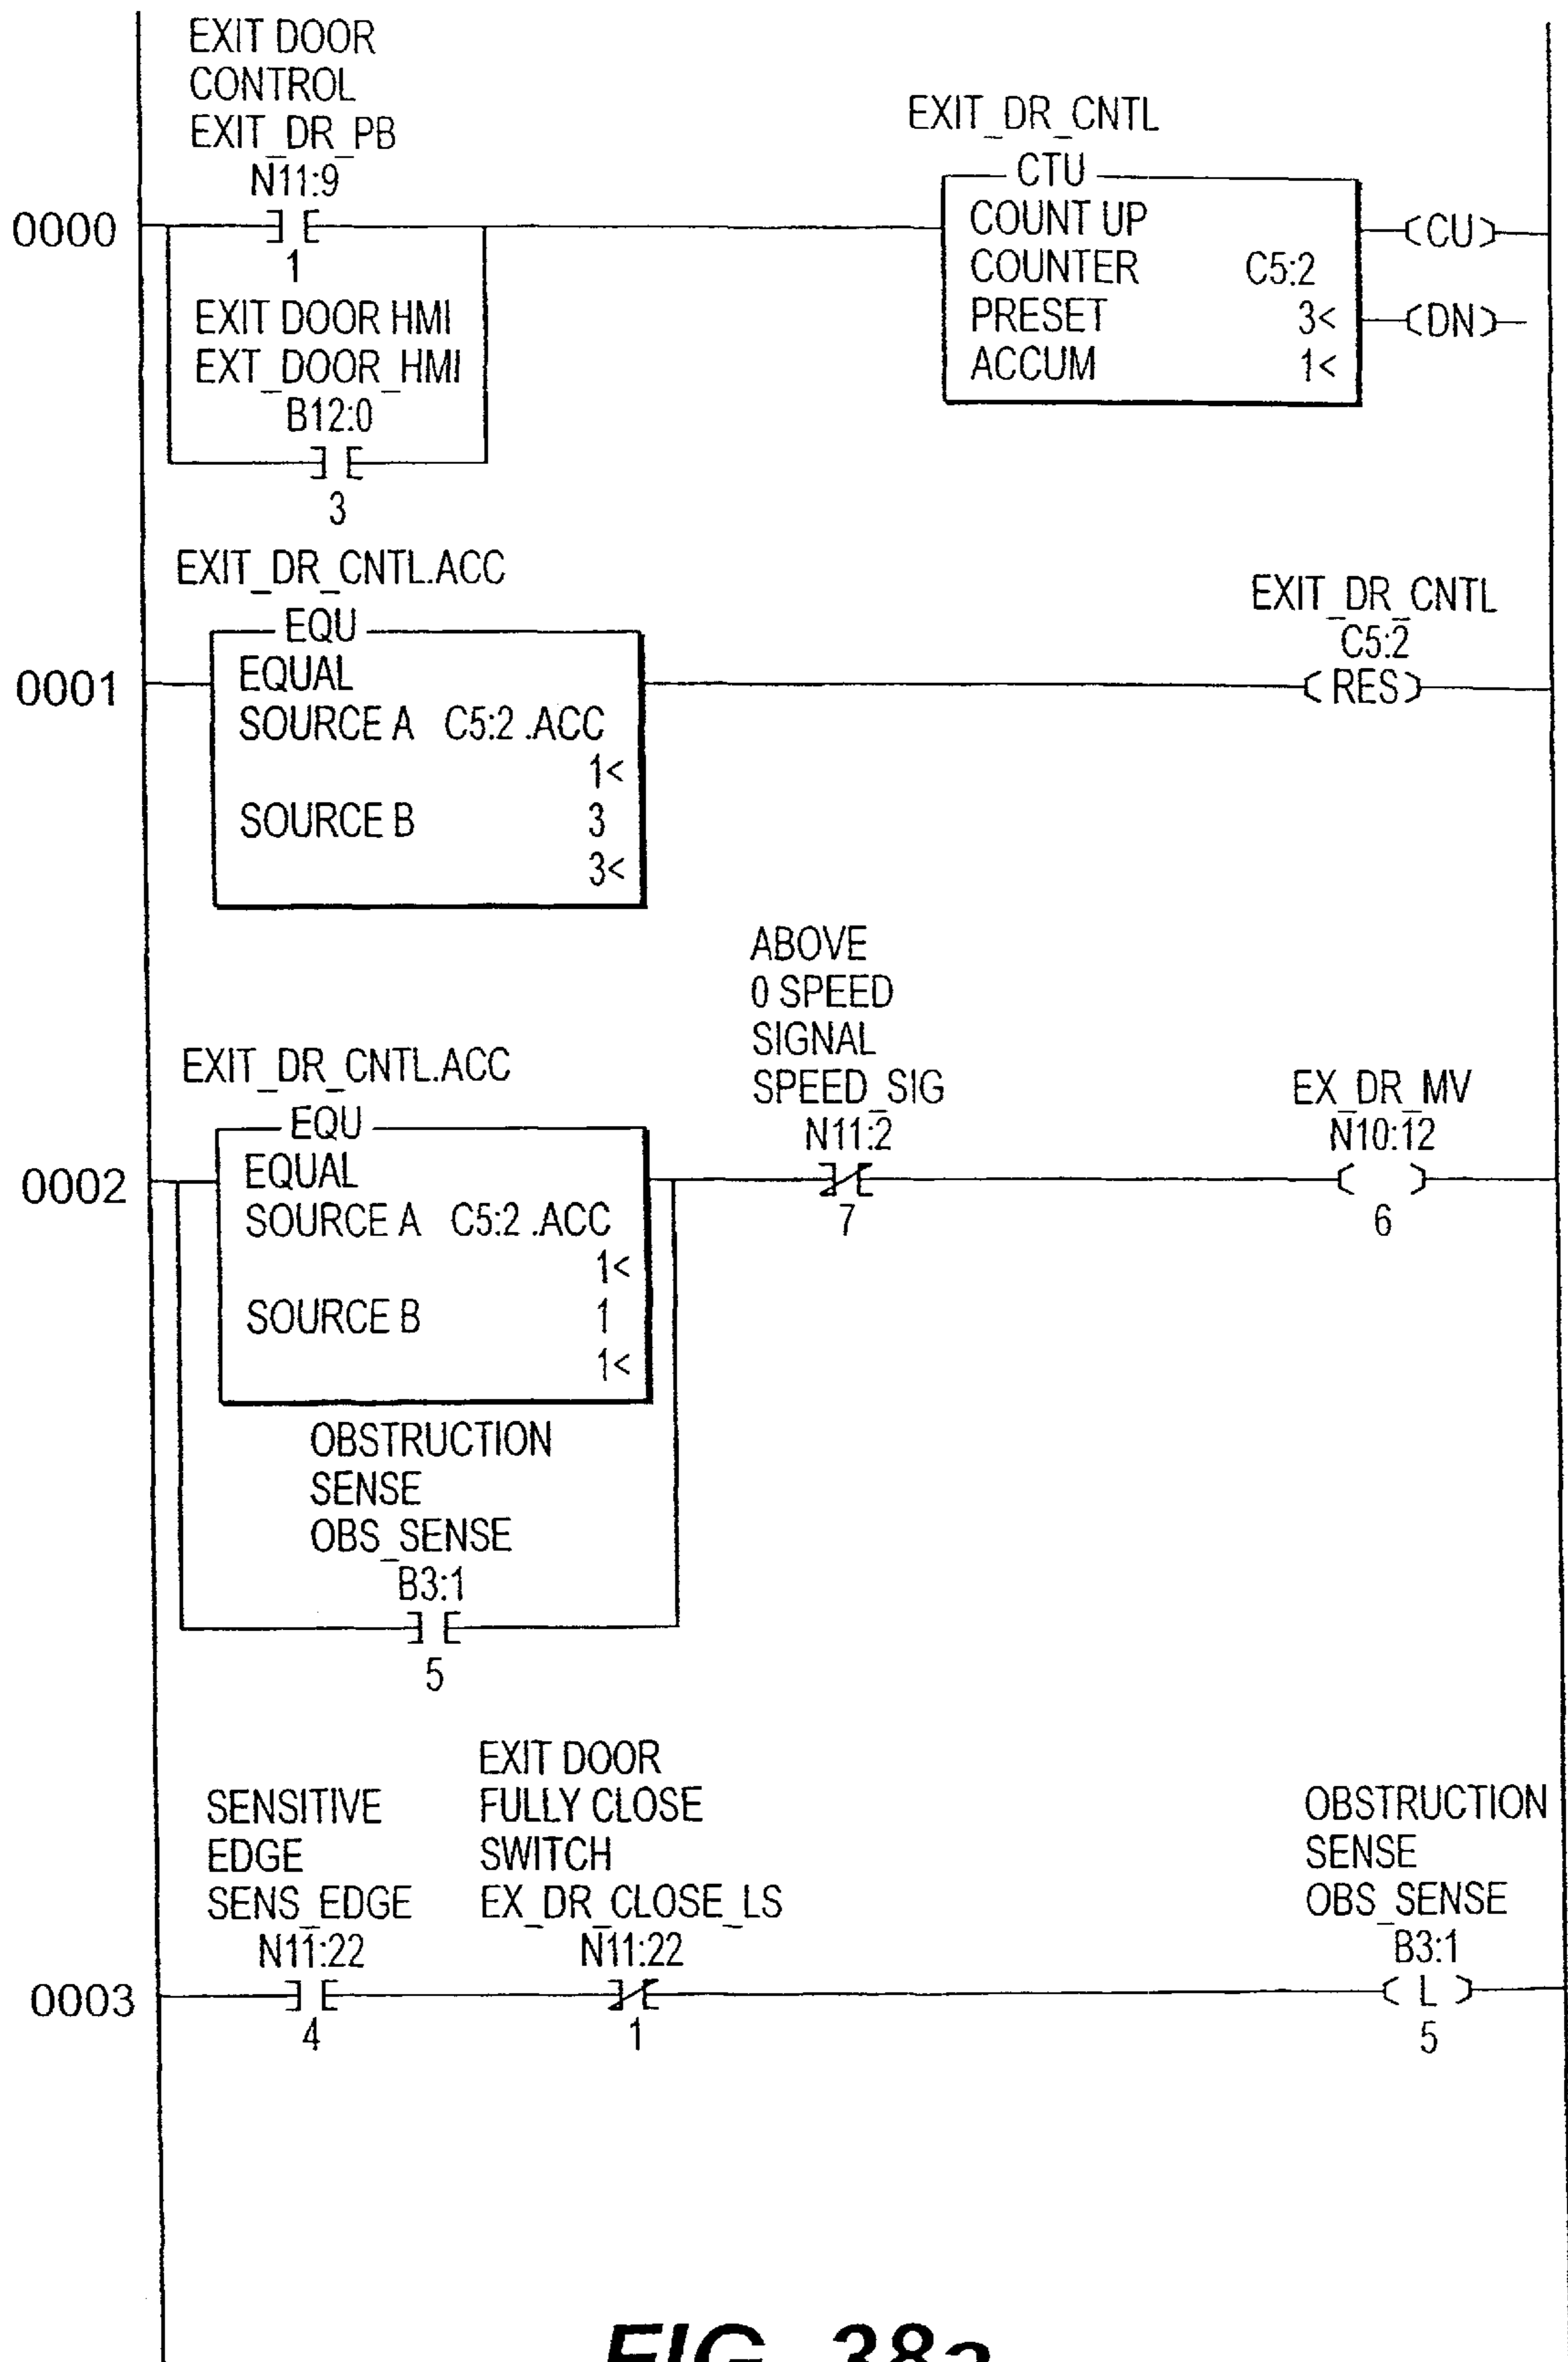 EXIT DOOR
CONTROL
EXIT_DR_PB
N11:9
1
EXIT DOOR HMI
EXT_DOOR_HMI
B12:0
3
EXIT_DR_CNTL
CTU
COUNT UP
COUNTER C5:2
PRESET 3<
ACCUM 1<
(CU)
(DN)
0000
EXIT_DR_CNTL.ACC
EQU
EQUAL
SOURCE A C5:2 .ACC
1<
SOURCE B 3
3<
EXIT_DR_CNTL
C5:2
(RES)
0001
EXIT_DR_CNTL.ACC
EQU
EQUAL
SOURCE A C5:2 .ACC
1<
SOURCE B 1
1<
OBSTRUCTION
SENSE
OBS_SENSE
B3:1
5
ABOVE
0 SPEED
SIGNAL
SPEED_SIG
N11:2
7
EX_DR_MV
N10:12
6
0002
SENSITIVE
EDGE
SENS_EDGE
N11:22
4
EXIT DOOR
FULLY CLOSE
SWITCH
EX_DR_CLOSE_LS
N11:22
1
OBSTRUCTION
SENSE
OBS_SENSE
B3:1
(L)
5
0003
FIG. 38a